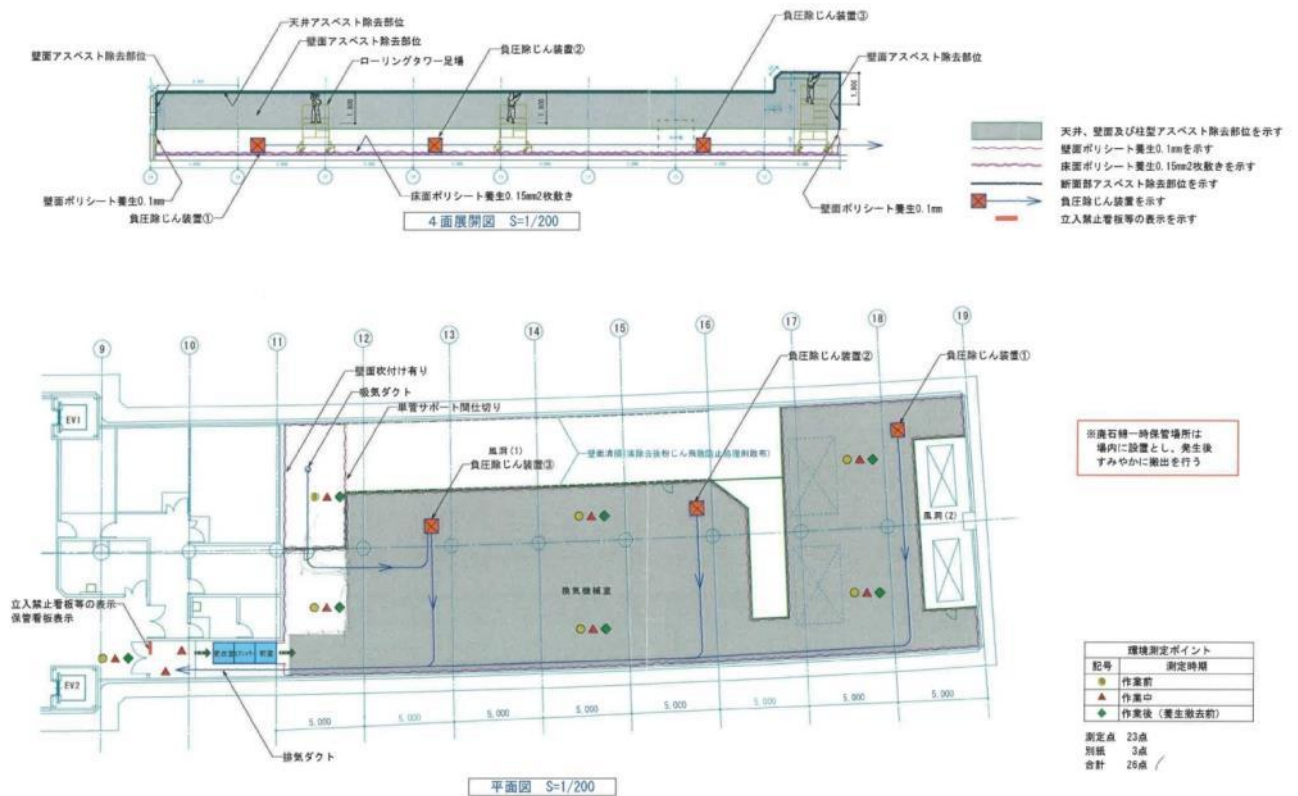 天井アスベスト除去部位
負圧除じん装置③
壁面アスベスト除去部位
負圧除じん装置②
壁面アスベスト除去部位
ローリングタワー足場
壁面アスベスト除去部位
1,800
1,800
1,800
天井、壁面及び柱型アスベスト除去部位を示す
壁面ポリシート養生0.1mmを示す
床面ポリシート養生0.15mm2枚敷きを示す
断面部アスベスト除去部位を示す
負圧除じん装置を示す
立入禁止看板等の表示を示す
壁面ポリシート養生0.1mm
床面ポリシート養生0.15mm2枚敷き
壁面ポリシート養生0.1mm
負圧除じん装置①
4面展開図 S=1/200
9
10
11
12
13
14
15
16
17
18
19
壁面吹付け有り
吸気ダクト
単管サポート間仕切り
負圧除じん装置②
負圧除じん装置①
EV1
風洞(1)
負圧除じん装置③
風洞(2)
換気機械室
※廃石綿一時保管場所は
場内に設置とし、発生後
すみやかに搬出を行う
立入禁止看板等の表示
保管看板表示
前室
EV2
5,000
5,000
5,000
5,000
5,000
5,000
5,000
5,000
排気ダクト
平面図 S=1/200
環境測定ポイント
記号 測定時期
作業前
作業中
作業後(養生撤去前)
測定点 23点
別紙 3点
合計 26点